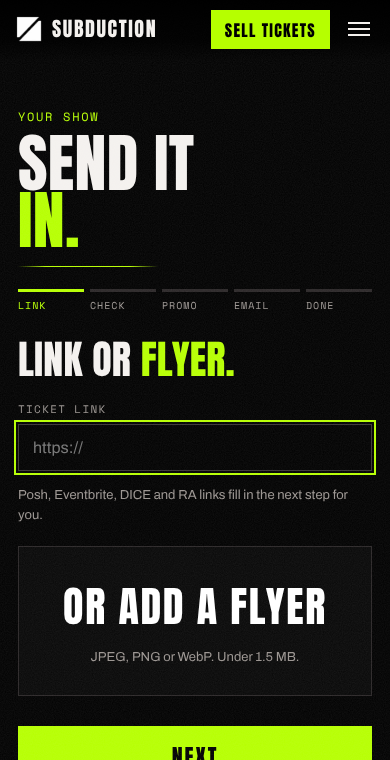 SUBDUCTION
SELL TICKETS
YOUR SHOW
SEND IT
IN.
LINK
CHECK
PROMO
EMAIL
DONE
LINK OR FLYER.
TICKET LINK
https://
Posh, Eventbrite, DICE and RA links fill in the next step for
you.
OR ADD A FLYER
JPEG, PNG or WebP. Under 1.5 MB.
NEXT